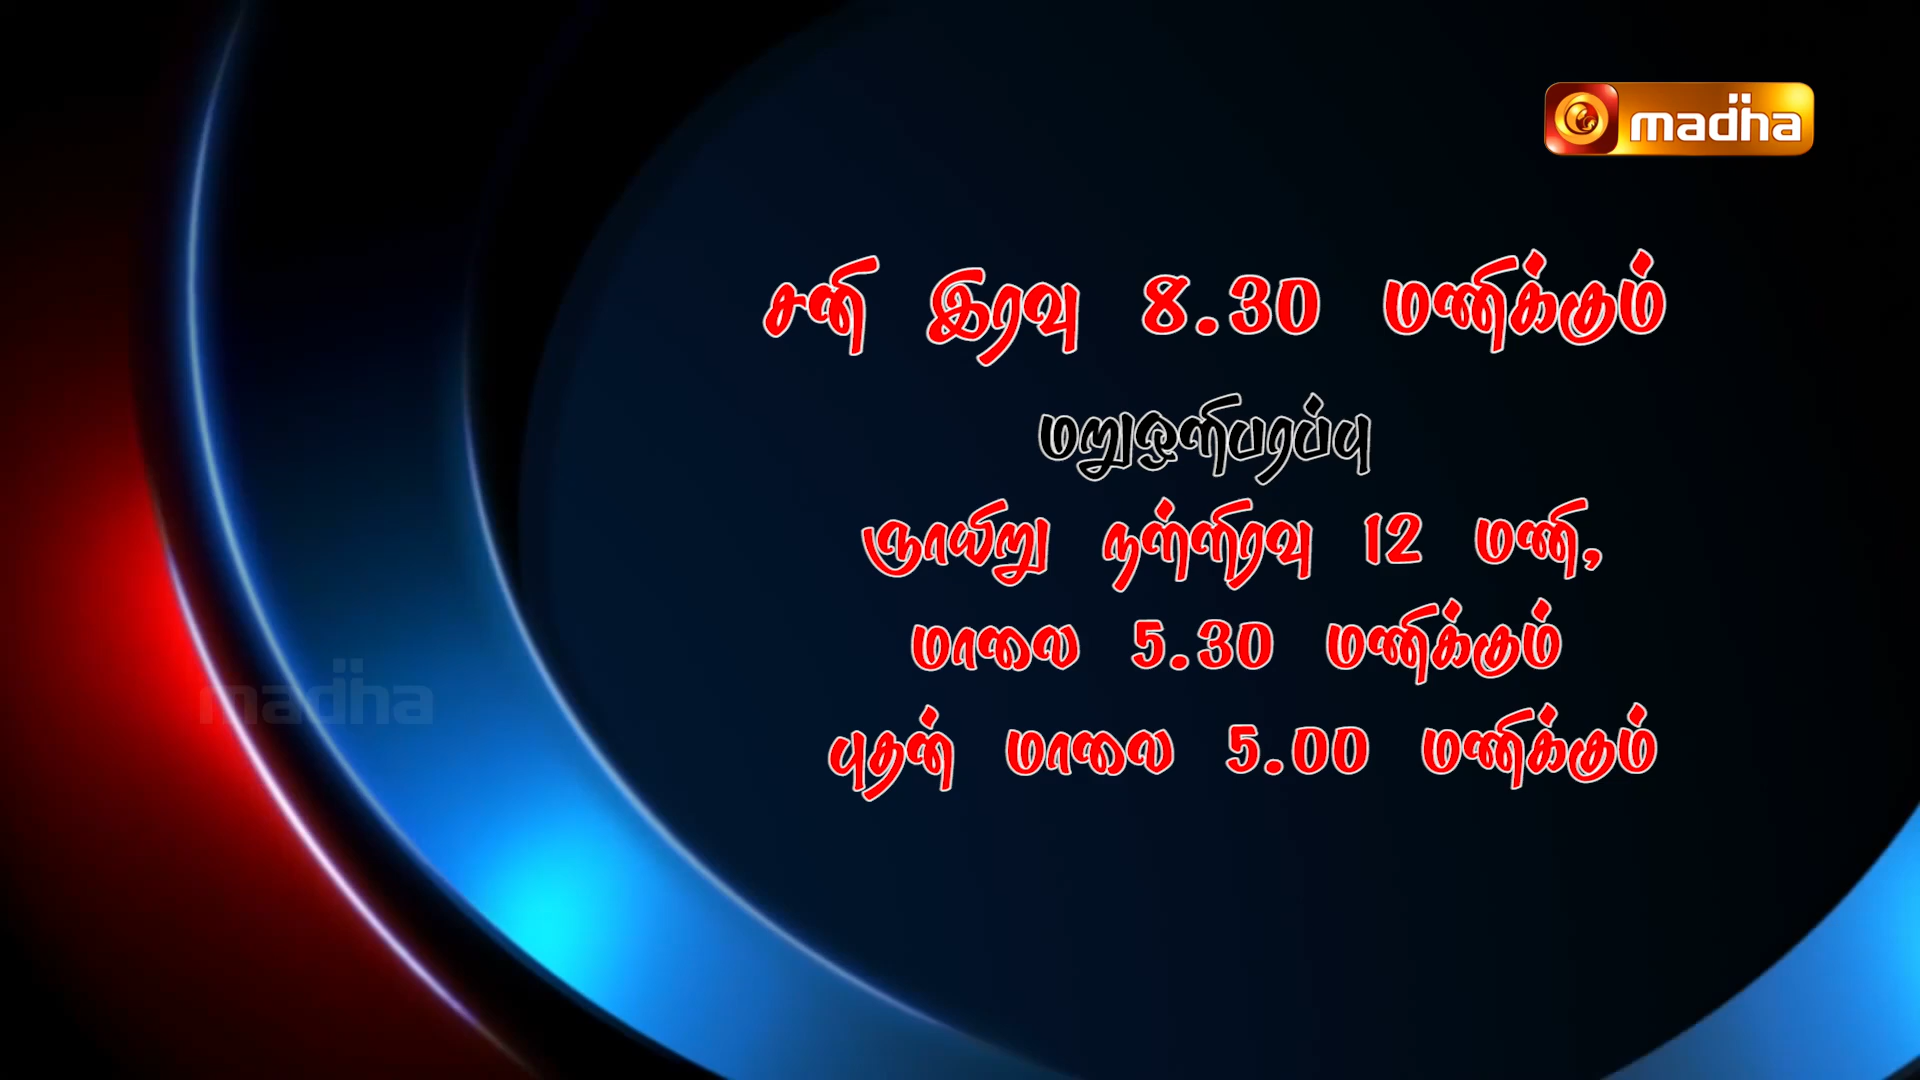 madha
சனி இரவு 8.30 மணிக்கும்
மறுஒளிபரப்பு
ஞாயிறு நள்ளிரவு 12 மணி,
மாலை 5.30 மணிக்கும்
madha
புதன் மாலை 5.00 மணிக்கும்